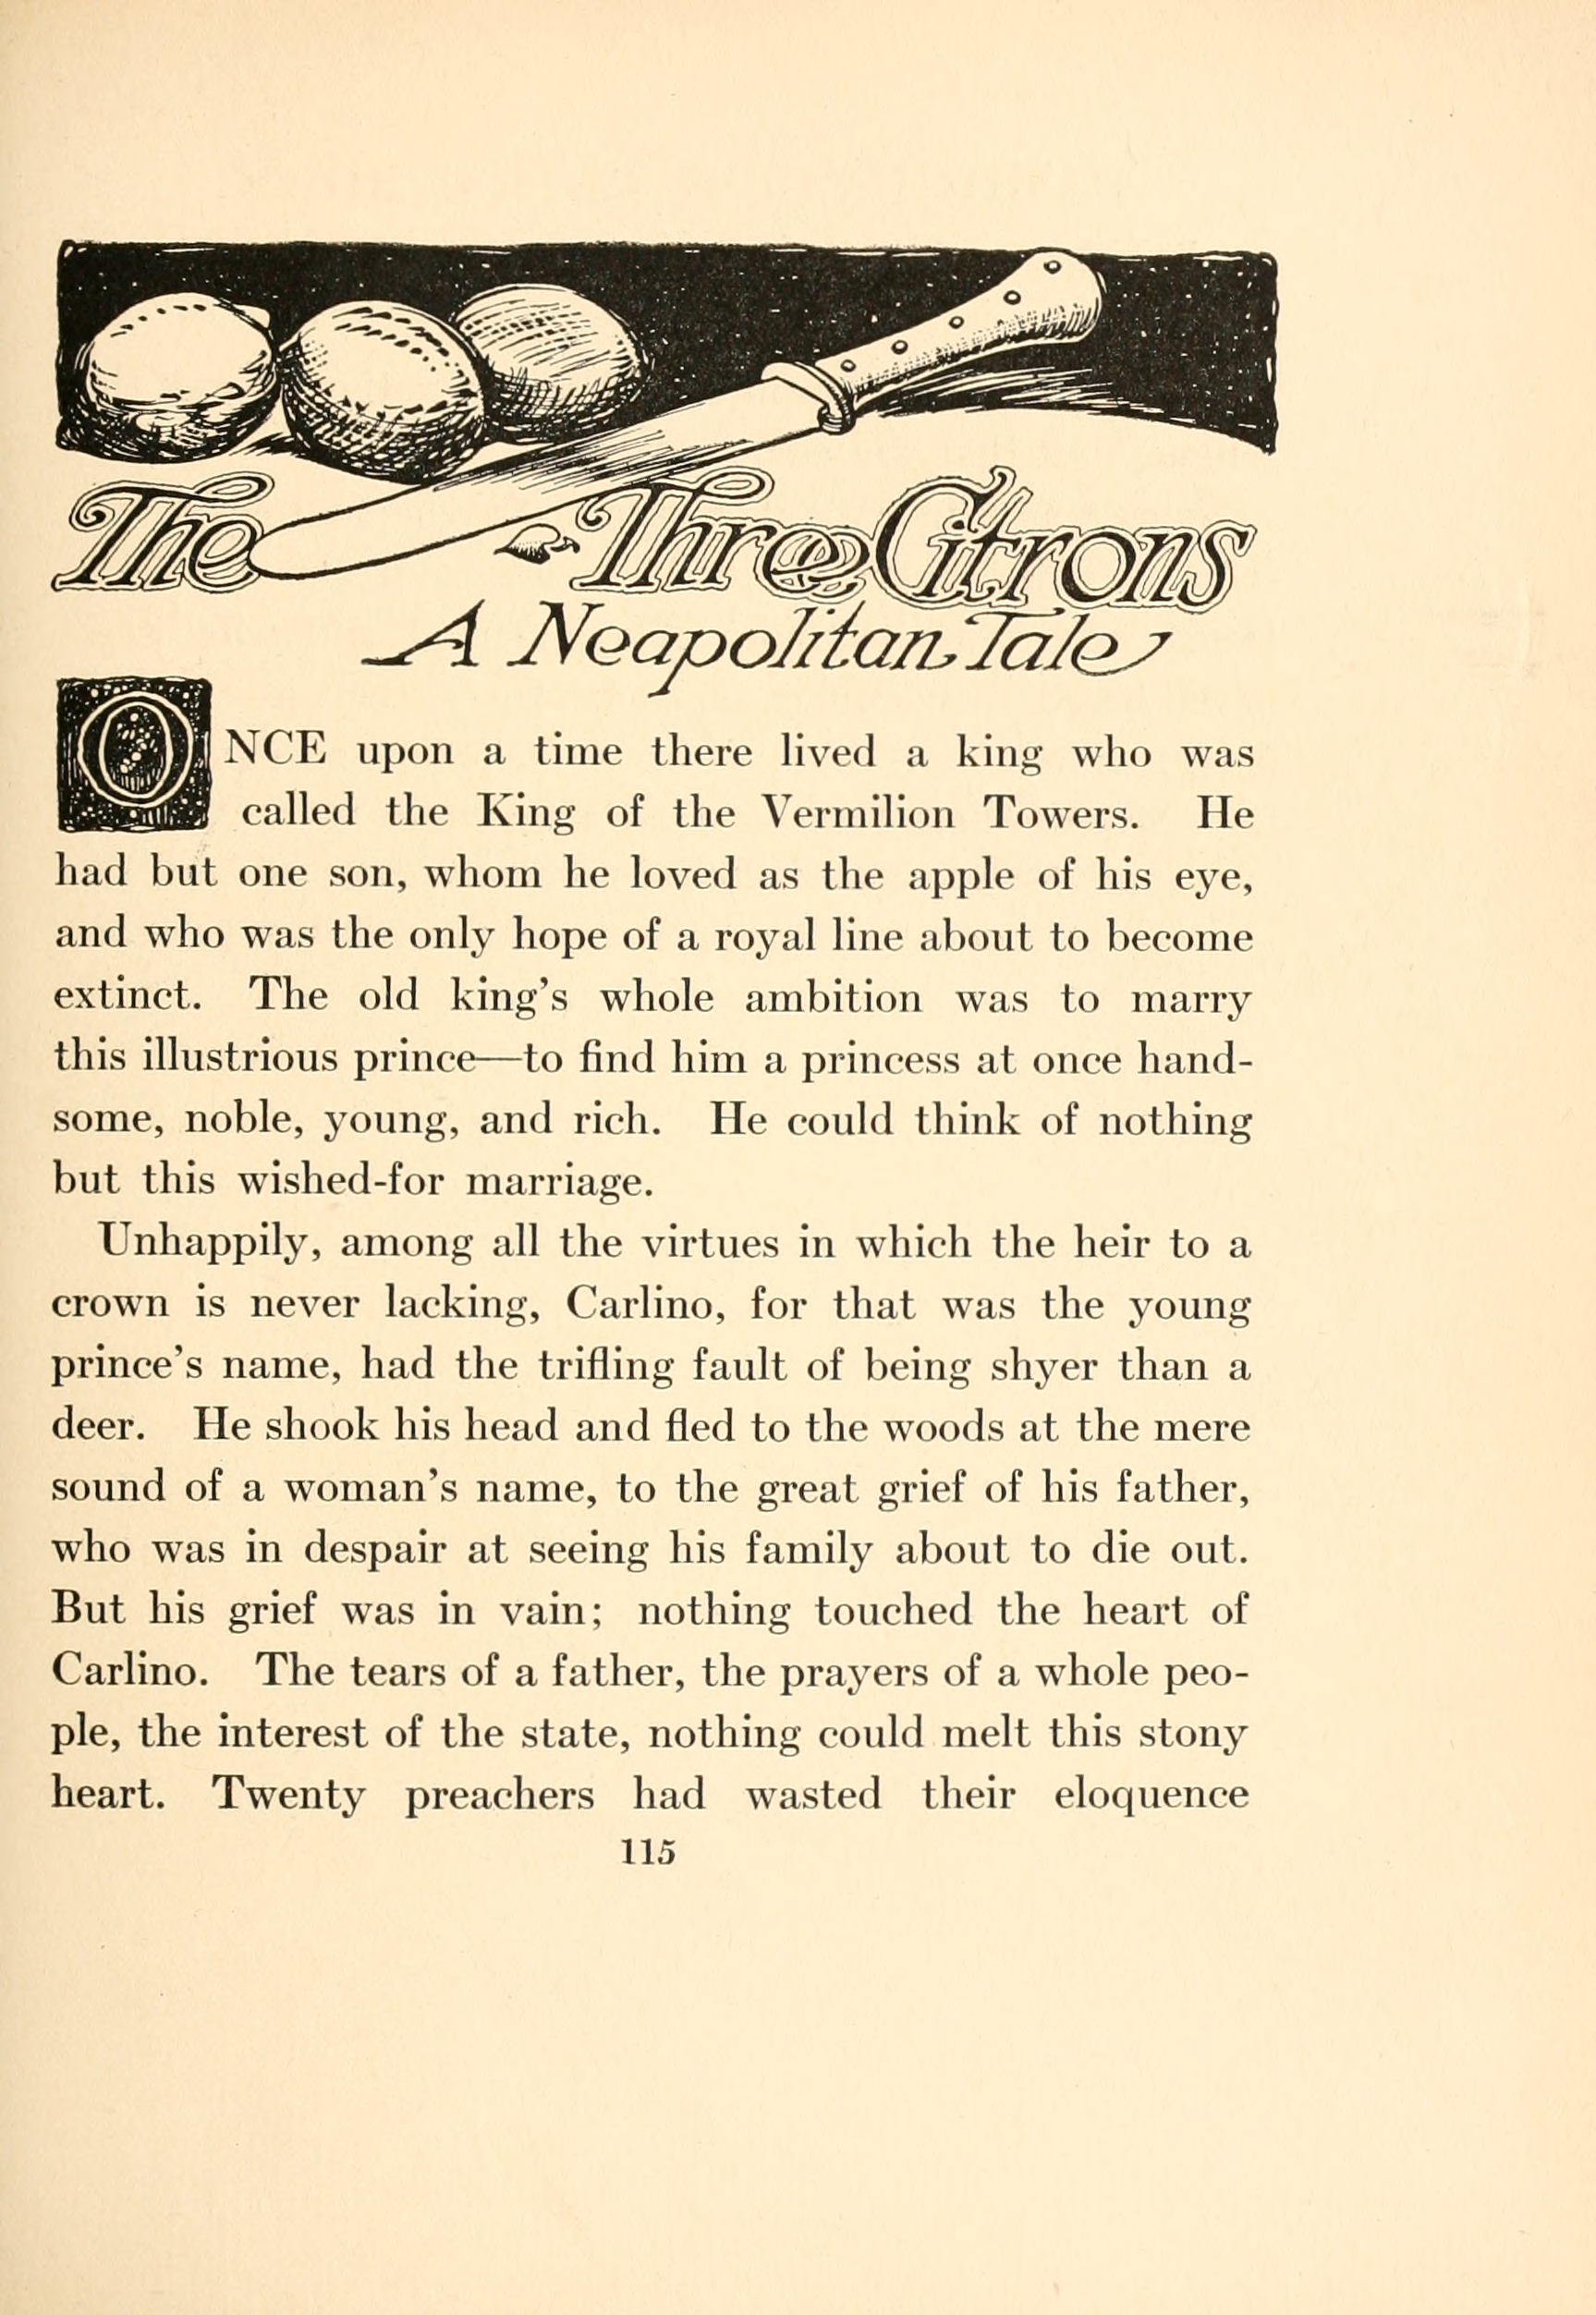 The Three Citrons
A Neapolitan Tale
ONCE upon a time there lived a king who was
called the King of the Vermilion Towers. He
had but one son, whom he loved as the apple of his eye,
and who was the only hope of a royal line about to become
extinct. The old king's whole ambition was to marry
this illustrious prince—to find him a princess at once hand-
some, noble, young, and rich. He could think of nothing
but this wished-for marriage.
Unhappily, among all the virtues in which the heir to a
crown is never lacking, Carlino, for that was the young
prince's name, had the trifling fault of being shyer than a
deer. He shook his head and fled to the woods at the mere
sound of a woman's name, to the great grief of his father,
who was in despair at seeing his family about to die out.
But his grief was in vain; nothing touched the heart of
Carlino. The tears of a father, the prayers of a whole peo-
ple, the interest of the state, nothing could melt this stony
heart. Twenty preachers had wasted their eloquence
115